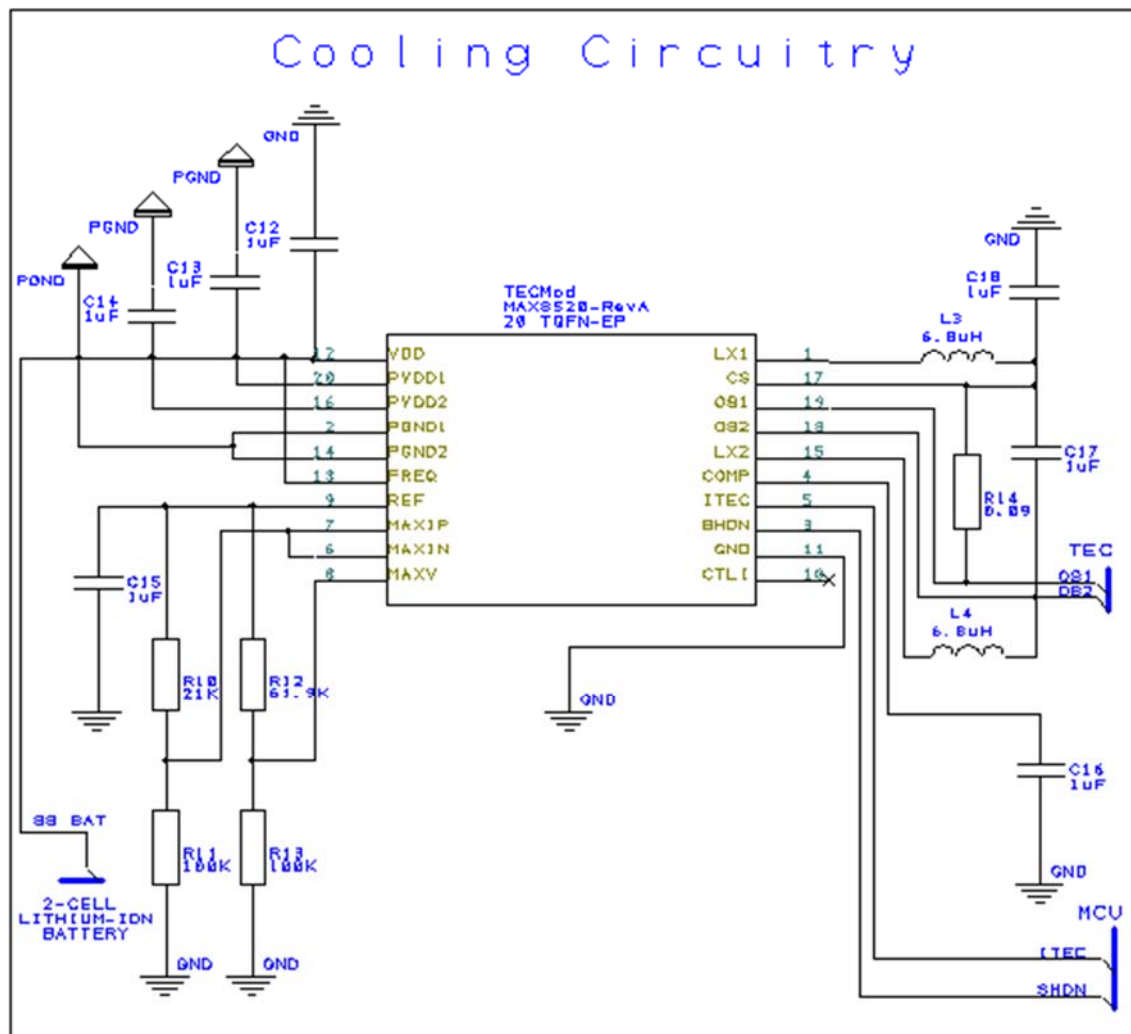 Cooling Circuitry
GND
PGND
PGND
PGND
C12
1uF
C13
1uF
C14
1uF
GND
C18
1uF
L3
6.8uH
TECMod
MAX8520-RevA
20 TQFN-EP
12 VDD LX1 1
20 PVDD1 CS 17
16 PVDD2 OS1 19
2 PGND1 OS2 18
14 PGND2 LX2 15
13 FREQ COMP 4
9 REF ITEC 5
7 MAXIP SHDN 3
6 MAXIN GND 11
8 MAXV CTLI 10
C17
1uF
R14
0.09
TEC
OS1
OS2
C15
1uF
L4
6.8uH
R10
21K
R12
GND
GND
C16
1uF
SS BAT
R11
100K
R13
100K
GND
2-CELL
LITHIUM-ION
BATTERY
MCU
GND
GND
ITEC
SHDN